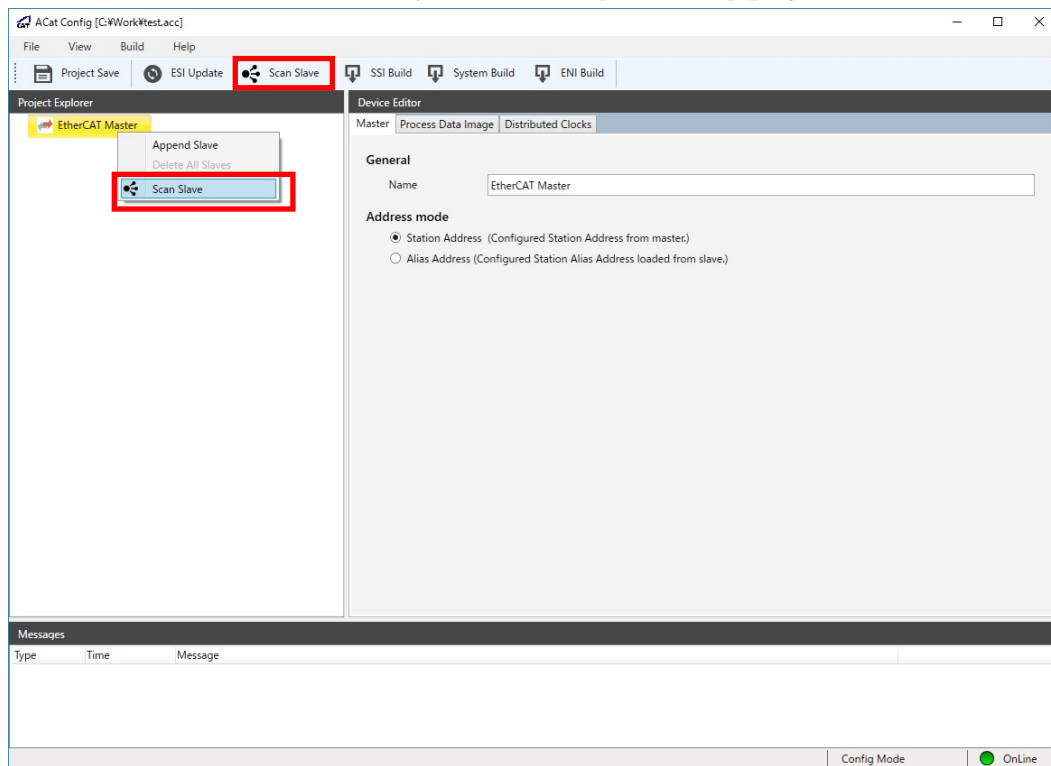 CAT ACat Config [C:¥Work¥test.acc]
File View Build Help
Project Save ESI Update Scan Slave SSI Build System Build ENI Build
Project Explorer
EtherCAT Master
Append Slave
Delete All Slaves
Scan Slave
Device Editor
Master Process Data Image Distributed Clocks
General
Name EtherCAT Master
Address mode
Station Address (Configured Station Address from master.)
Alias Address (Configured Station Alias Address loaded from slave.)
Messages
Type Time Message
Config Mode OnLine